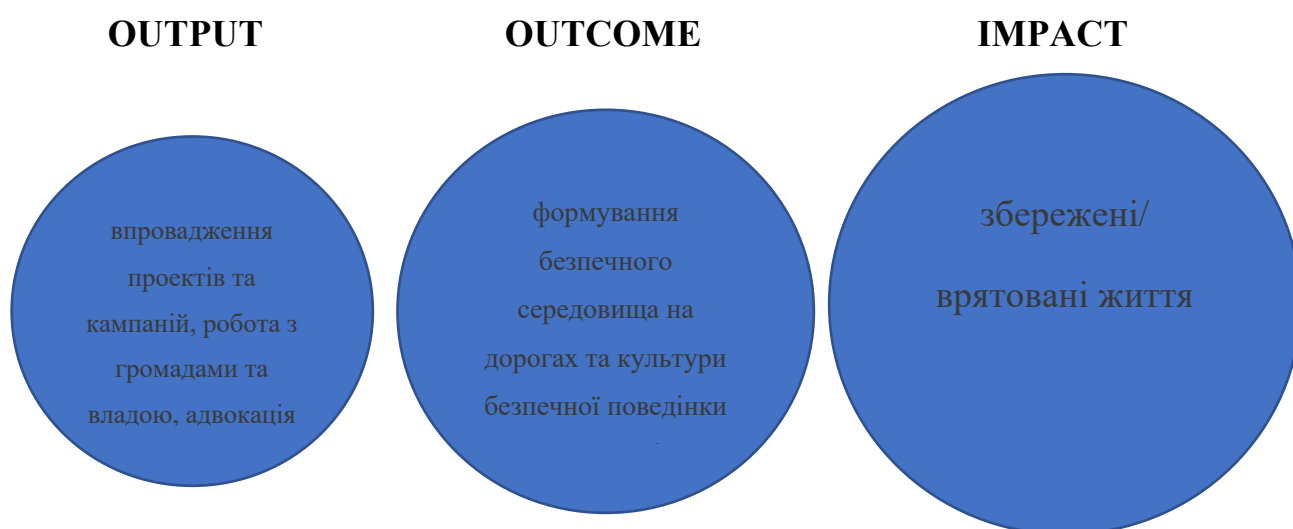 OUTPUT
OUTCOME
IMPACT
впровадження
проектів та
кампаній, робота з
громадами та
владою, адвокація
формування
безпечного
середовища на
дорогах та культури
безпечної поведінки
збережені/
врятовані життя